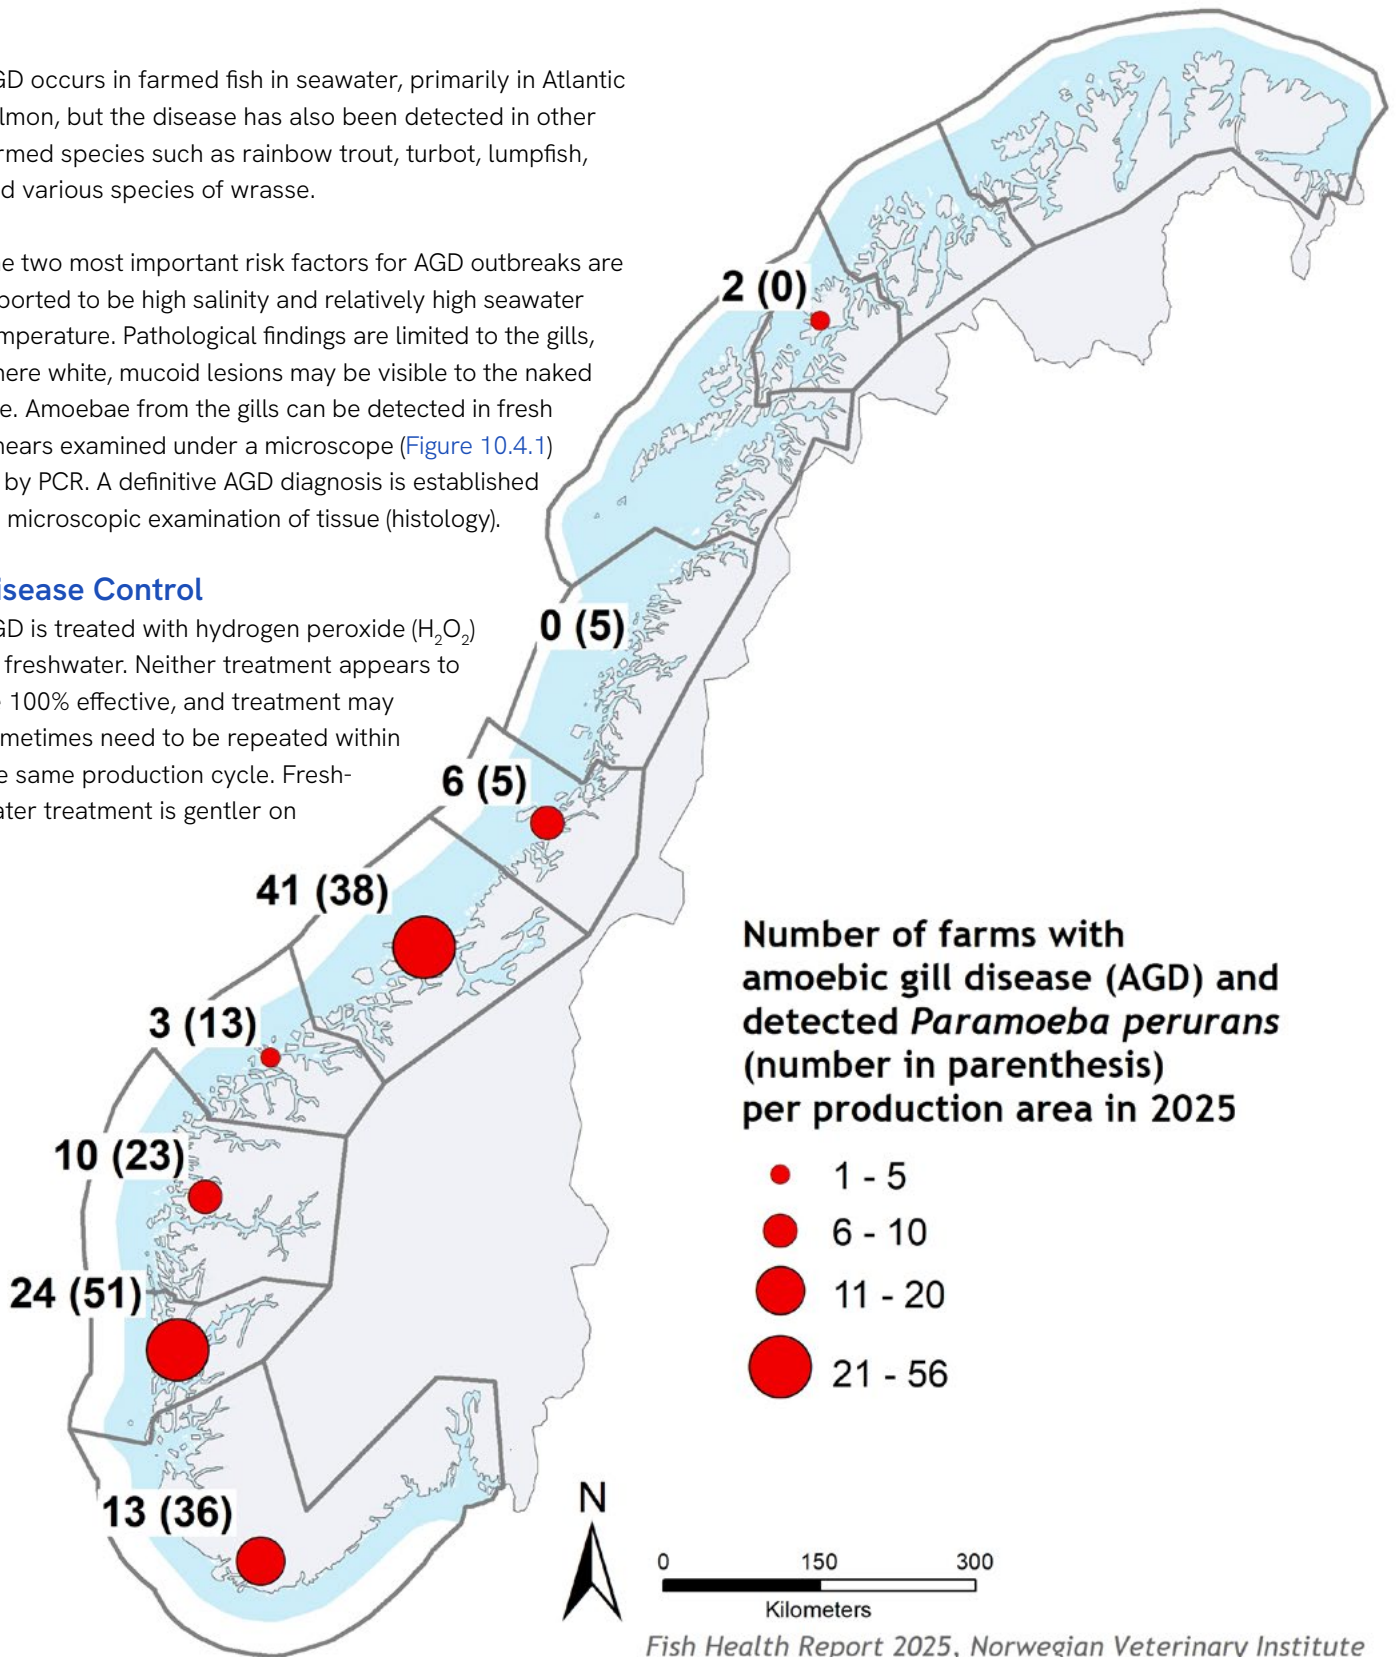 GD occurs in farmed fish in seawater, primarily in Atlantic
lmon, but the disease has also been detected in other
rmed species such as rainbow trout, turbot, lumpfish,
d various species of wrasse.
e two most important risk factors for AGD outbreaks are
ported to be high salinity and relatively high seawater
mperature. Pathological findings are limited to the gills,
here white, mucoid lesions may be visible to the naked
e. Amoebae from the gills can be detected in fresh
nears examined under a microscope (Figure 10.4.1)
by PCR. A definitive AGD diagnosis is established
microscopic examination of tissue (histology).
isease Control
GD is treated with hydrogen peroxide (H₂O₂)
freshwater. Neither treatment appears to
e 100% effective, and treatment may
ometimes need to be repeated within
e same production cycle. Fresh-
ater treatment is gentler on
2 (0)
0 (5)
6 (5)
41 (38)
3 (13)
10 (23)
24 (51)
13 (36)
Number of farms with
amoebic gill disease (AGD) and
detected Paramoeba perurans
(number in parenthesis)
per production area in 2025
1 - 5
6 - 10
11 - 20
21 - 56
N
0 150 300
Kilometers
Fish Health Report 2025, Norwegian Veterinary Institute